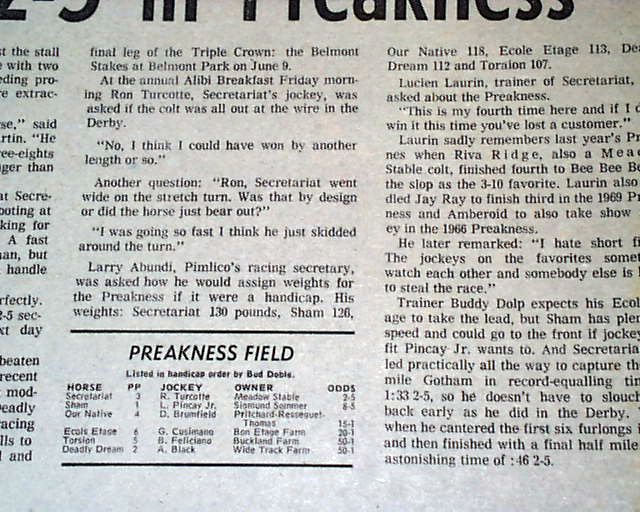 2-5 in Preakness
st the stall
e with two
eding pro-
re extrac-
se," said
rtin. "He
ree-eights
ger than
at Secre-
ooting at
king for
A fast
an, but
handle
rfectly.
2-5 sec-
xt day
beaten
recent
mod-
Deadly
racing
lls to
l and
final leg of the Triple Crown: the Belmont
Stakes at Belmont Park on June 9.
At the annual Alibi Breakfast Friday morn-
ing Ron Turcotte, Secretariat's jockey, was
asked if the colt was all out at the wire in the
Derby.
"No, I think I could have won by another
length or so."
Another question: "Ron, Secretariat went
wide on the stretch turn. Was that by design
or did the horse just bear out?"
"I was going so fast I think he just skidded
around the turn."
Larry Abundi, Pimlico's racing secretary,
was asked how he would assign weights for
the Preakness if it were a handicap. His
weights: Secretariat 130 pounds, Sham 126,
PREAKNESS FIELD
Listed in handicap order by Bud Doble.
HORSE PP JOCKEY OWNER ODDS
Secretariat 3 R. Turcotte Meadow Stable 2-5
Sham 1 L. Pincay Jr. Sigmund Sommer 8-5
Our Native 4 D. Brumfield Pritchard-Resseguet-
Thomas 15-1
Ecole Etage 6 G. Cusimano Bon Etage Farm 20-1
Torsion 5 B. Feliciano Buckland Farm 50-1
Deadly Dream 2 A. Black Wide Track Farm 50-1
Our Native 118, Ecole Etage 113, Dea
Dream 112 and Toraion 107.
Lucien Laurin, trainer of Secretariat,
asked about the Preakness.
"This is my fourth time here and if I d
win it this time you've lost a customer."
Laurin sadly remembers last year's Pr
nes when Riva Ridge, also a Mead
Stable colt, finished fourth to Bee Bee Be
the slop as the 3-10 favorite. Laurin also
dled Jay Ray to finish third in the 1969 P
ness and Amberoid to also take show
ey in the 1966 Preakness.
He later remarked: "I hate short fi
The jockeys on the favorites somet
watch each other and somebody else is l
to steal the race."
Trainer Buddy Dolp expects his Ecol
age to take the lead, but Sham has plen
speed and could go to the front if jockey
fit Pincay Jr. wants to. And Secretaria
led practically all the way to capture th
mile Gotham in record-equalling tim
1:33 2-5, so he doesn't have to slouch
back early as he did in the Derby.
when he cantered the first six furlongs i
and then finished with a final half mile
astonishing time of :46 2-5.